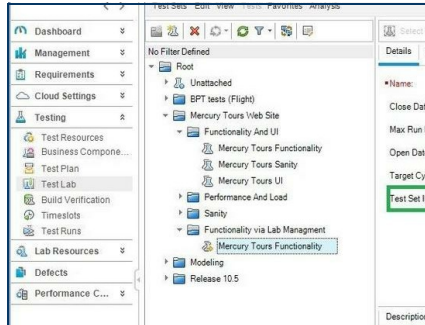 Test Sets Edit View Tests Favorites Analysis
Dashboard
Management
Requirements
Cloud Settings
Testing
Test Resources
Business Compone...
Test Plan
Test Lab
Build Verification
Timeslots
Test Runs
Lab Resources
Defects
Performance C...
No Filter Defined
Root
Unattached
BPT tests (Flight)
Mercury Tours Web Site
Functionality And UI
Mercury Tours Functionality
Mercury Tours Sanity
Mercury Tours UI
Performance And Load
Sanity
Functionality via Lab Managment
Mercury Tours Functionality
Modeling
Release 10.5
Select
Details
*Name:
Close Dat
Max Run
Open Dat
Target Cy
Test Set I
Description